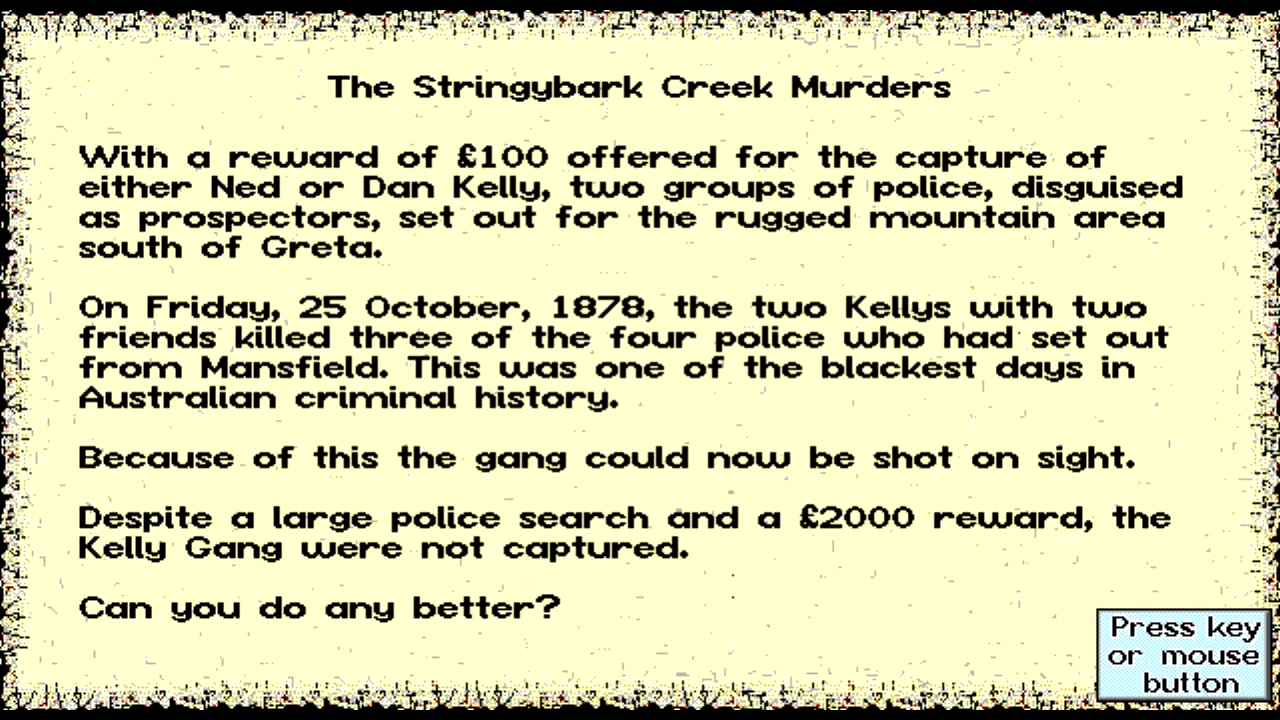 The Stringybark Creek Murders
With a reward of £100 offered for the capture of
either Ned or Dan Kelly, two groups of police, disguised
as prospectors, set out for the rugged mountain area
south of Greta.
On Friday, 25 October, 1878, the two Kellys with two
friends killed three of the four police who had set out
from Mansfield. This was one of the blackest days in
Australian criminal history.
Because of this the gang could now be shot on sight.
Despite a large police search and a £2000 reward, the
Kelly Gang were not captured.
Can you do any better?
Press key
or mouse
button